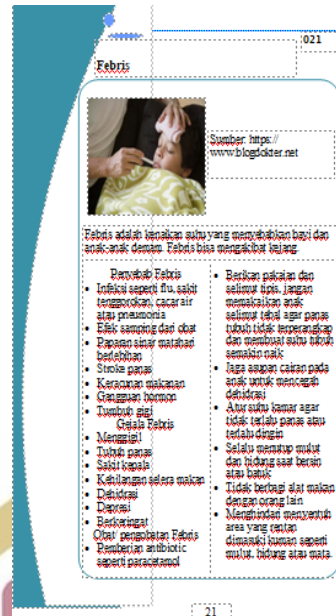 021
Febris
Sumber: https://
www.blogdokter.net
Febris adalah kenaikan suhu yang menyebabkan bayi dan
anak-anak demam. Febris bisa mengakibat kejang.
Penyebab Febris
• Infeksi seperti flu, sakit
tenggorokan, cacar air
atau pneumonia
• Efek samping dari obat
• Paparan sinar matahari
berlebihan
• Stroke panas
• Keracunan makanan
• Gangguan hormon
• Tumbuh gigi
Gejala Febris
• Menggigil
• Tubuh panas
• Sakit kepala
• Kehilangan selera makan
• Dehidrasi
• Depresi
• Berkeringat
Obat/ pengobatan Febris
• Pemberian antibiotic
seperti paracetamol
• Berikan pakaian dan
selimut tipis, jangan
memakaikan anak
selimut tebal agar panas
tubuh tidak terperangkap
dan membuat suhu tubuh
semakin naik
• Jaga asupan cairan pada
anak untuk mencegah
dehidrasi
• Atur suhu kamar agar
tidak terlalu panas atau
terlalu dingin
• Selalu menutup mulut
dan hidung saat bersin
atau batuk
• Tidak berbagi alat makan
dengan orang lain
• Menghindari menyentuh
area yang rentan
dimasuki kuman seperti
mulut, hidung atau mata.
21